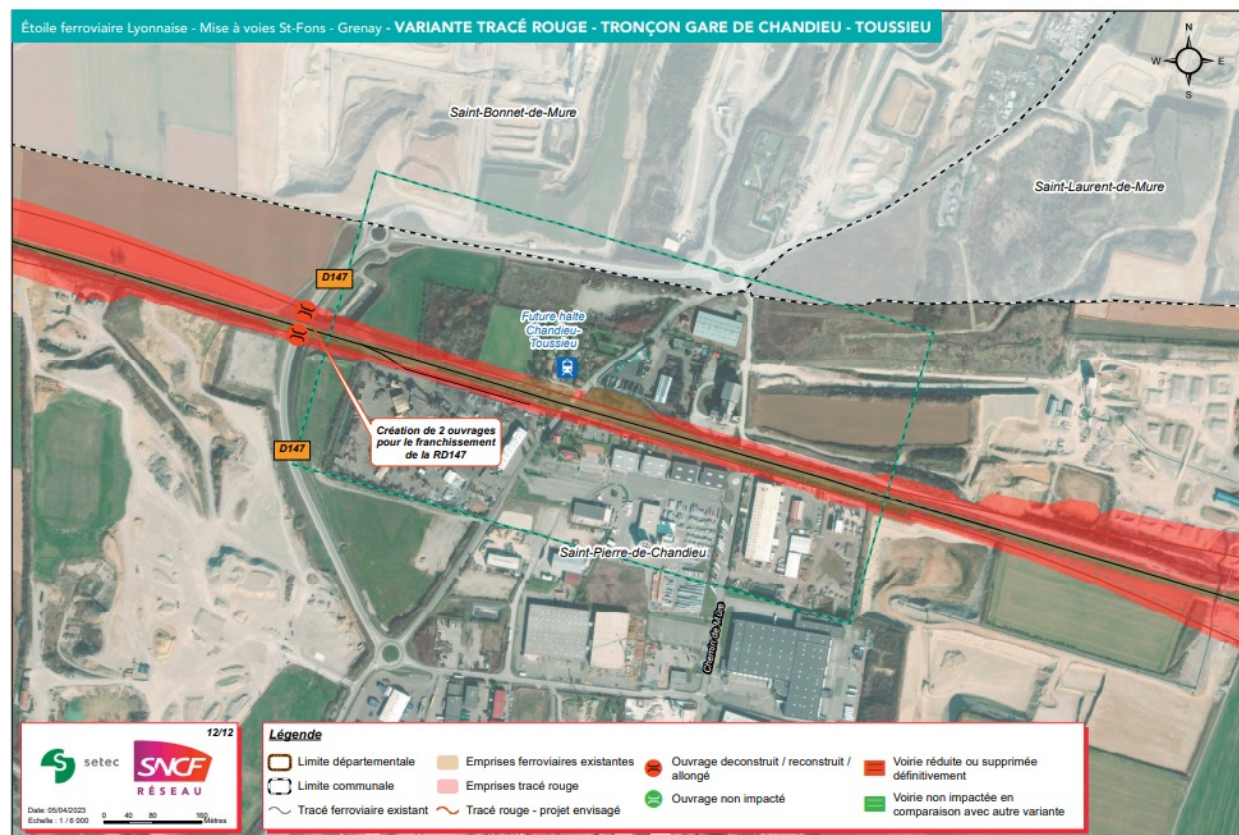 Étoile ferroviaire Lyonnaise - Mise à voies St-Fons - Grenay - VARIANTE TRACÉ ROUGE - TRONÇON GARE DE CHANDIEU - TOUSSIEU
N
W
E
S
Saint-Bonnet-de-Mure
Saint-Laurent-de-Mure
D147
Future halte
Chandieu-
Toussieu
Création de 2 ouvrages
pour le franchissement
de la RD147
D147
Saint-Pierre-de-Chandieu
Chemin de Mure
12/12
setec
SNCF
RÉSEAU
Date: 05/04/2023
Echelle : 1 / 6 000
0 40 80 160
Mètres
Légende
Limite départementale
Limite communale
Tracé ferroviaire existant
Emprises ferroviaires existantes
Emprises tracé rouge
Tracé rouge - projet envisagé
Ouvrage deconstruit / reconstruit /
allongé
Ouvrage non impacté
Voirie réduite ou supprimée
définitivement
Voirie non impactée en
comparaison avec autre variante